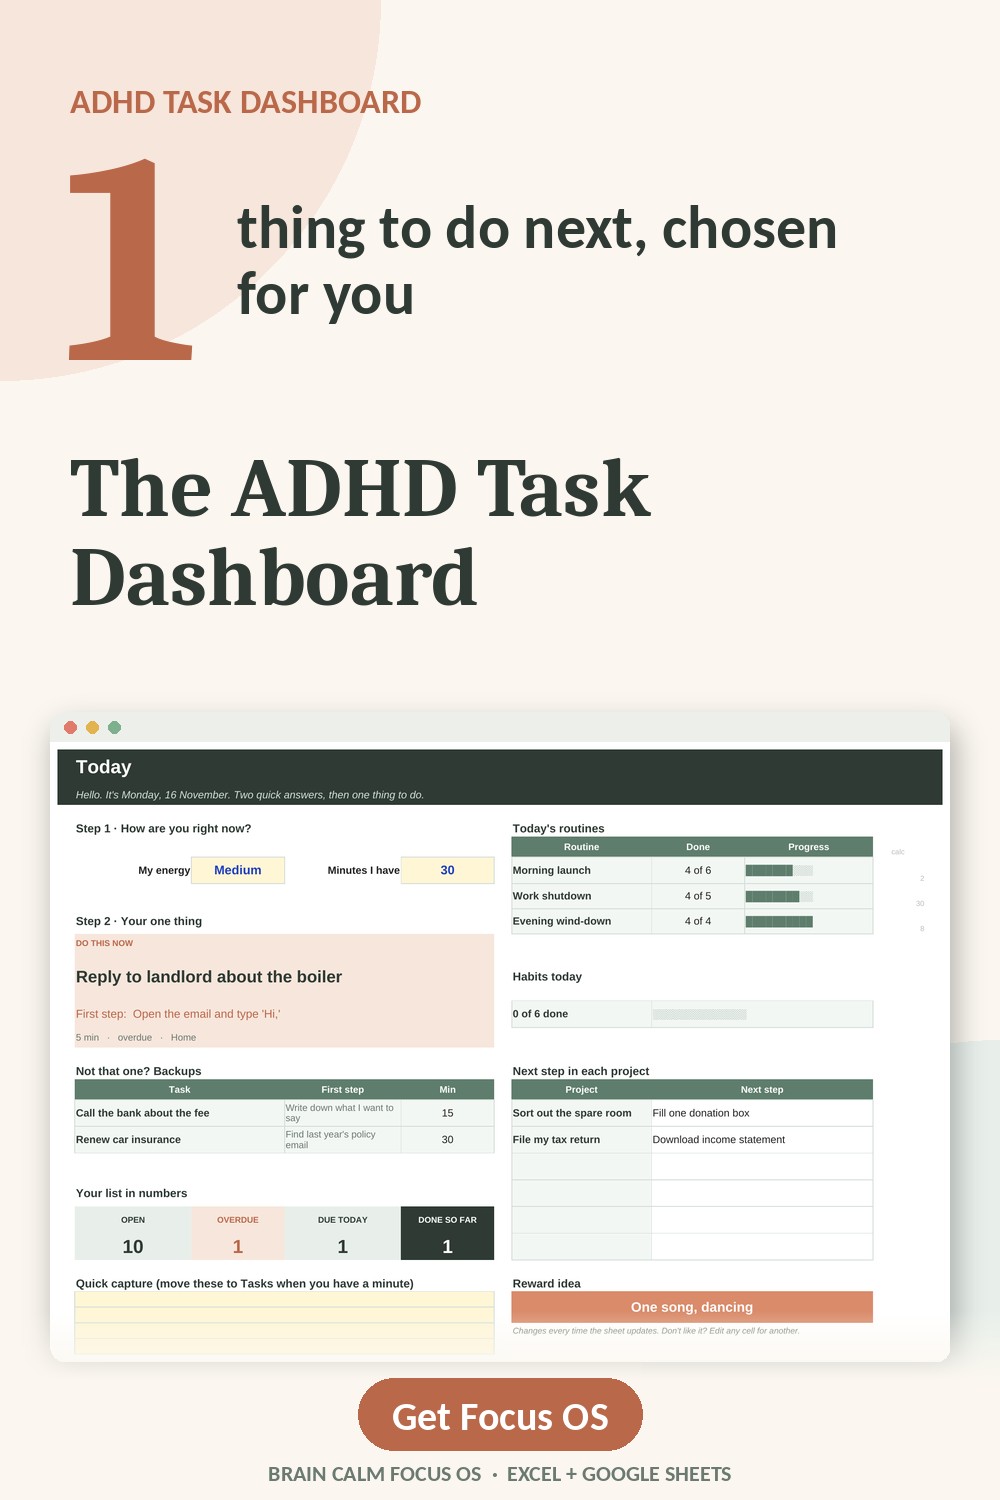 ADHD TASK DASHBOARD
1
thing to do next, chosen
for you
The ADHD Task
Dashboard
Today
Hello. It's Monday, 16 November. Two quick answers, then one thing to do.
Step 1 · How are you right now?
My energy Medium Minutes I have 30
Step 2 · Your one thing
DO THIS NOW
Reply to landlord about the boiler
First step: Open the email and type 'Hi,'
5 min · overdue · Home
Not that one? Backups
Task First step Min
Call the bank about the fee Write down what I want to
say 15
Renew car insurance Find last year's policy
email 30
Your list in numbers
OPEN OVERDUE DUE TODAY DONE SO FAR
10 1 1 1
Quick capture (move these to Tasks when you have a minute)
Today's routines
Routine Done Progress
Morning launch 4 of 6
Work shutdown 4 of 5
Evening wind-down 4 of 4
calc
2
30
8
Habits today
0 of 6 done
Next step in each project
Project Next step
Sort out the spare room Fill one donation box
File my tax return Download income statement
Reward idea
One song, dancing
Changes every time the sheet updates. Don't like it? Edit any cell for another.
Get Focus OS
BRAIN CALM FOCUS OS · EXCEL + GOOGLE SHEETS